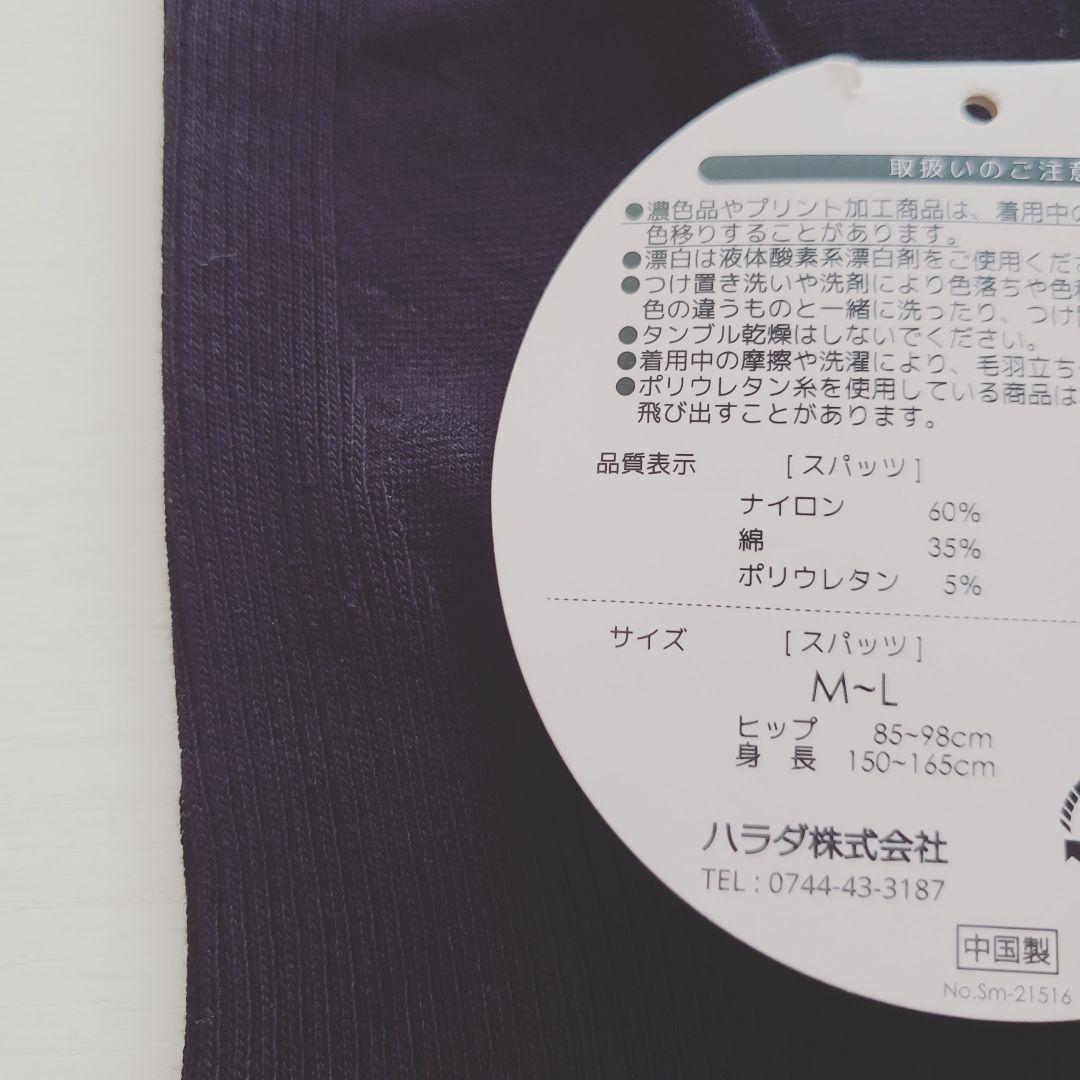 取扱いのご注意
●濃色品やプリント加工商品は、着用中の
色移りすることがあります。
●漂白は液体酸素系漂白剤をご使用くださ
●つけ置き洗いや洗剤により色落ちや色移
色の違うものと一緒に洗ったり、つけ置
●タンブル乾燥はしないでください。
●着用中の摩擦や洗濯により、毛羽立ち
●ポリウレタン糸を使用している商品は
飛び出すことがあります。
品質表示 [スパッツ]
ナイロン 60%
綿 35%
ポリウレタン 5%
サイズ [スパッツ]
M~L
ヒップ 85~98cm
身長 150~165cm
ハラダ株式会社
TEL : 0744-43-3187
中国製
No.Sm-21516